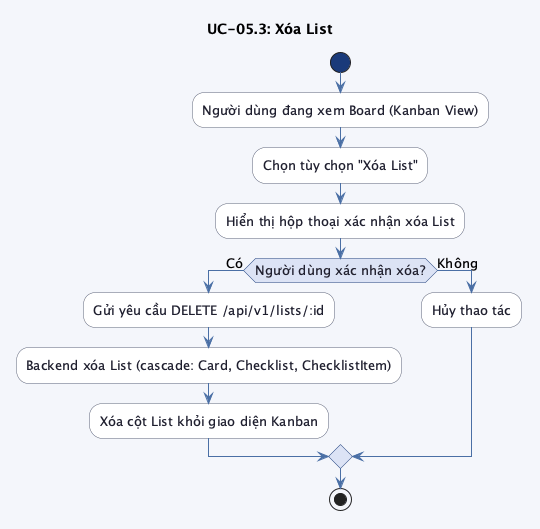 UC-05.3: Xóa List
Người dùng đang xem Board (Kanban View)
Chọn tùy chọn "Xóa List"
Hiển thị hộp thoại xác nhận xóa List
Có
Người dùng xác nhận xóa?
Không
Gửi yêu cầu DELETE /api/v1/lists/:id
Hủy thao tác
Backend xóa List (cascade: Card, Checklist, ChecklistItem)
Xóa cột List khỏi giao diện Kanban